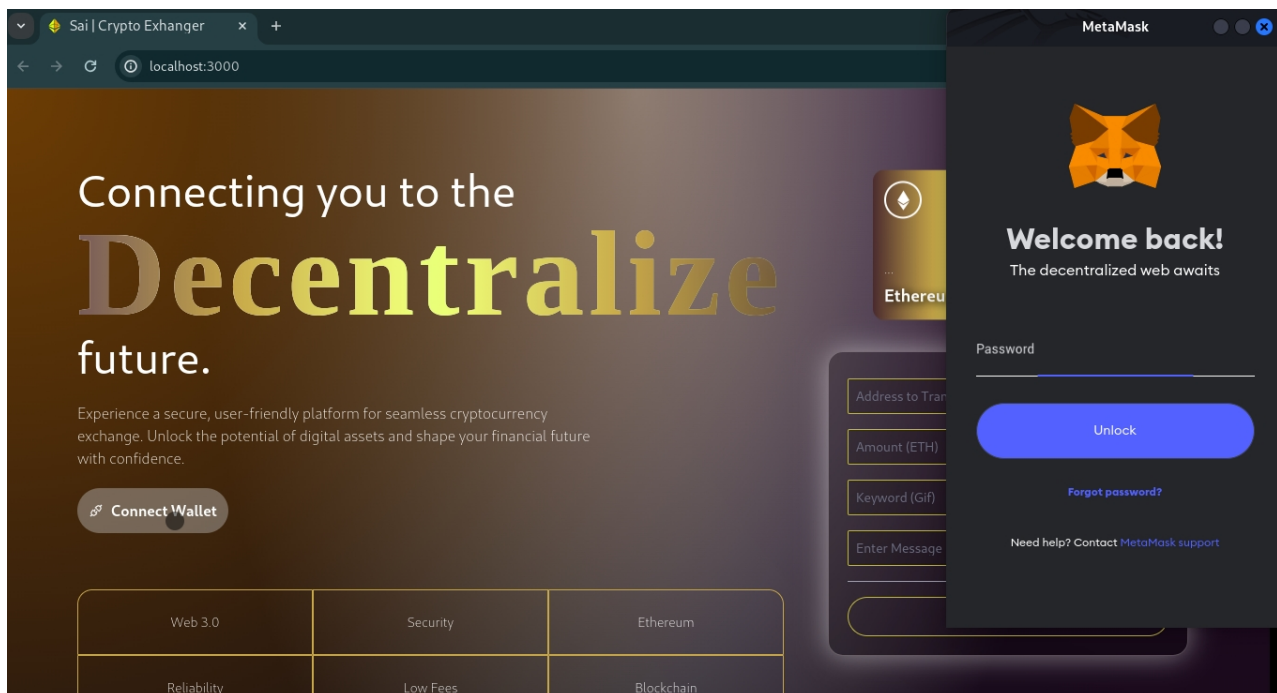 Sai | Crypto Exhanger
localhost:3000
Connecting you to the
Decentralize
future.
Experience a secure, user-friendly platform for seamless cryptocurrency
exchange. Unlock the potential of digital assets and shape your financial future
with confidence.
Connect Wallet
Web 3.0 Security Ethereum
Reliability Low Fees Blockchain
...
Ethereu
Address to Tran
Amount (ETH)
Keyword (Gif)
Enter Message
MetaMask
Welcome back!
The decentralized web awaits
Password
Unlock
Forgot password?
Need help? Contact MetaMask support